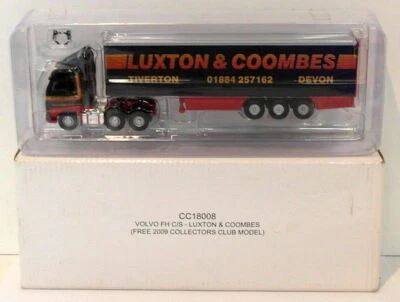 LUXTON & COOMBES
TIVERTON 01884 257162 DEVON
CC18008
VOLVO FH C/S - LUXTON & COOMBES
(FREE 2009 COLLECTORS CLUB MODEL)